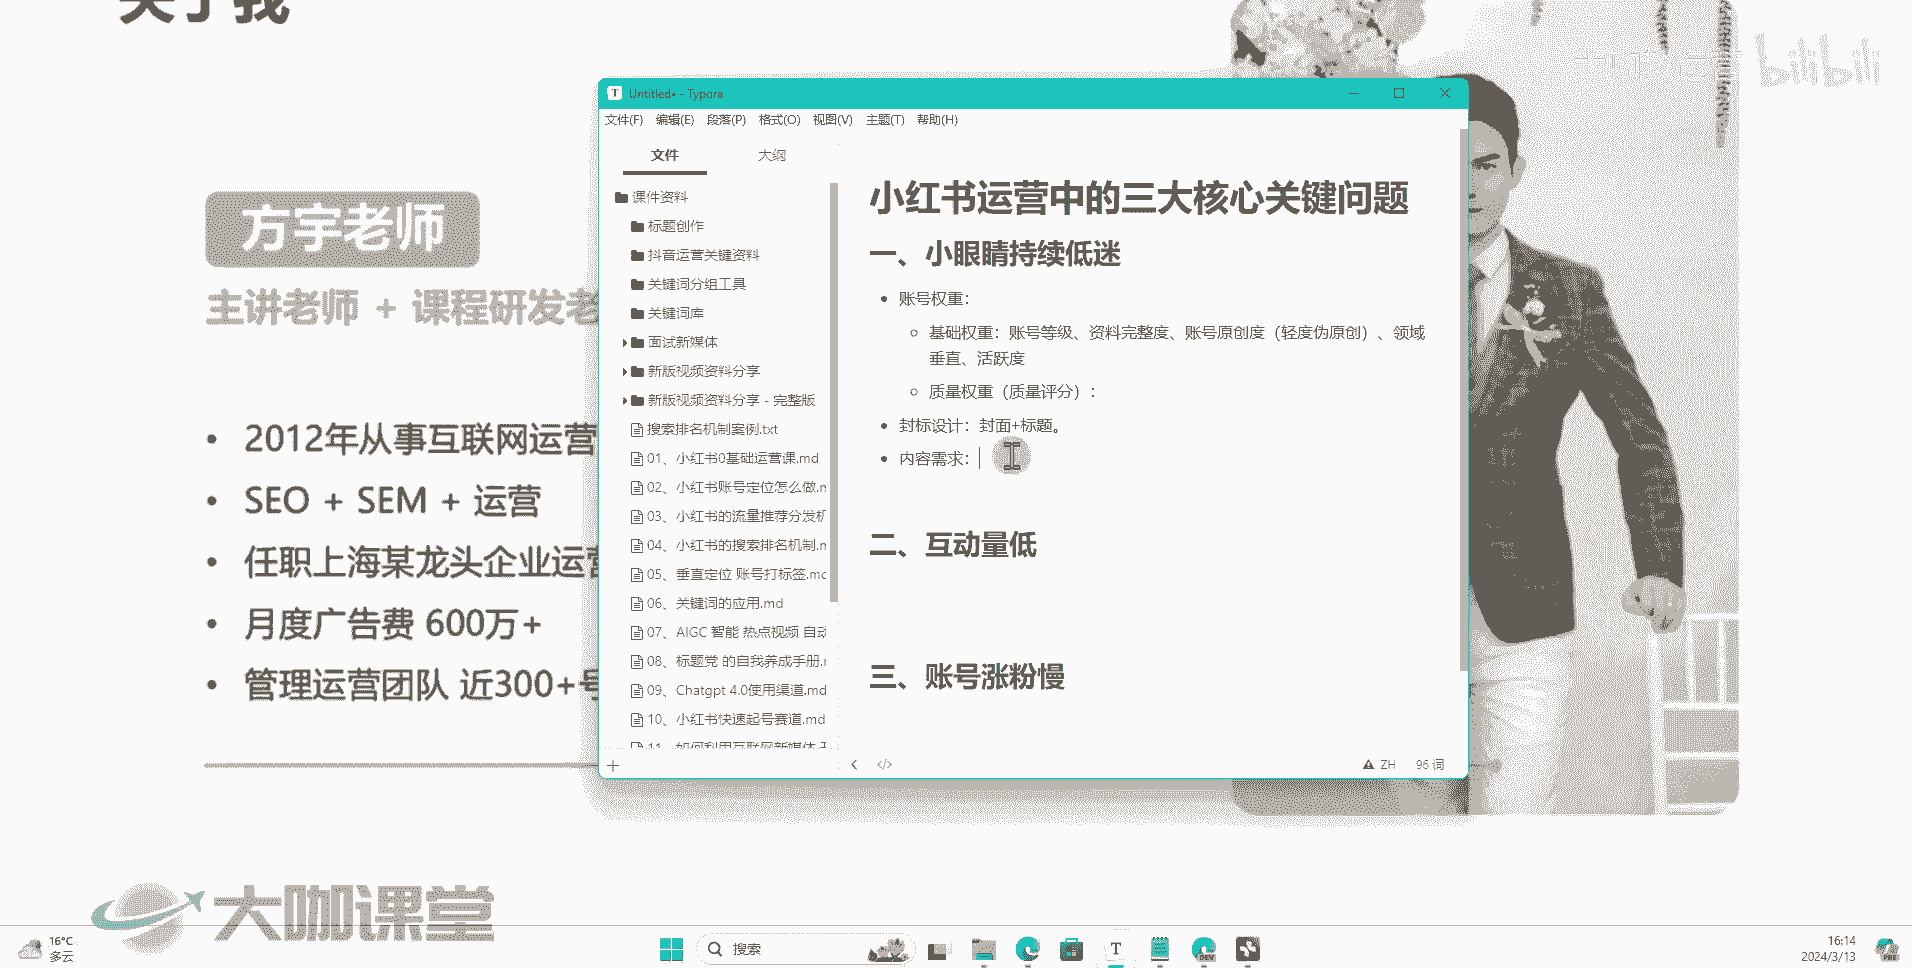 关于我
bilibili
方宇老师
主讲老师 + 课程研发老
2012年从事互联网运营
SEO + SEM + 运营
任职上海某龙头企业运营
月度广告费 600万+
管理运营团队 近300+号
Untitled• - Typora
文件(F) 编辑(E) 段落(P) 格式(O) 视图(V) 主题(T) 帮助(H)
文件 大纲
课件资料
标题创作
抖音运营关键资料
关键词分组工具
关键词库
面试新媒体
新版视频资料分享
新版视频资料分享 - 完整版
搜索排名机制案例.txt
01、小红书0基础运营课.md
02、小红书账号定位怎么做.m
03、小红书的流量推荐分发机
04、小红书的搜索排名机制.m
05、垂直定位 账号打标签.md
06、关键词的应用.md
07、AIGC 智能 热点视频 自动
08、标题党 的自我养成手册.m
09、Chatgpt 4.0使用渠道.md
10、小红书快速起号赛道.md
11、如何利用互联网新媒体
小红书运营中的三大核心关键问题
一、小眼睛持续低迷
账号权重：
基础权重：账号等级、资料完整度、账号原创度（轻度伪原创）、领域
垂直、活跃度
质量权重（质量评分）：
封标设计：封面+标题。
内容需求：
二、互动量低
三、账号涨粉慢
ZH 96 词
大咖课堂
16°C
多云
搜索
T
DEV
16:14
2024/3/13
PRE